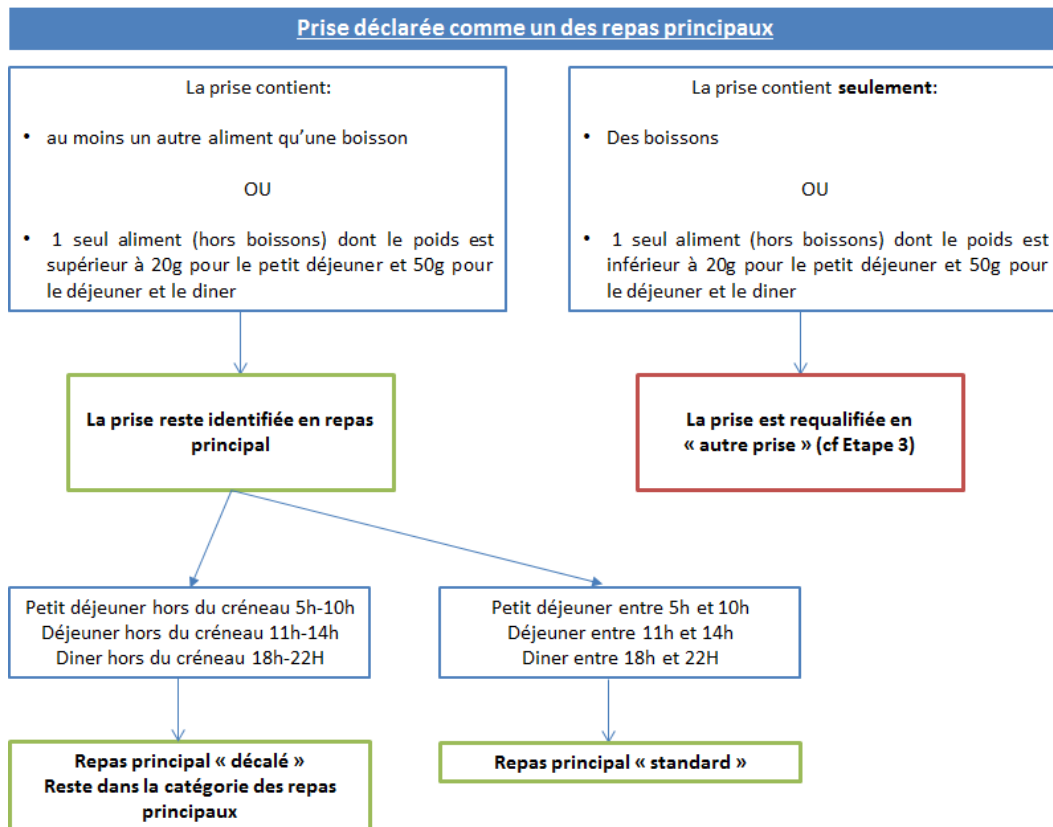 Prise déclarée comme un des repas principaux
La prise contient:
• au moins un autre aliment qu’une boisson
OU
• 1 seul aliment (hors boissons) dont le poids est
supérieur à 20g pour le petit déjeuner et 50g pour
le déjeuner et le diner
La prise contient seulement:
• Des boissons
OU
• 1 seul aliment (hors boissons) dont le poids est
inférieur à 20g pour le petit déjeuner et 50g pour
le déjeuner et le diner
La prise reste identifiée en repas
principal
La prise est requalifiée en
« autre prise » (cf Etape 3)
Petit déjeuner hors du créneau 5h-10h
Déjeuner hors du créneau 11h-14h
Diner hors du créneau 18h-22H
Petit déjeuner entre 5h et 10h
Déjeuner entre 11h et 14h
Diner entre 18h et 22H
Repas principal « décalé »
Reste dans la catégorie des repas
principaux
Repas principal « standard »